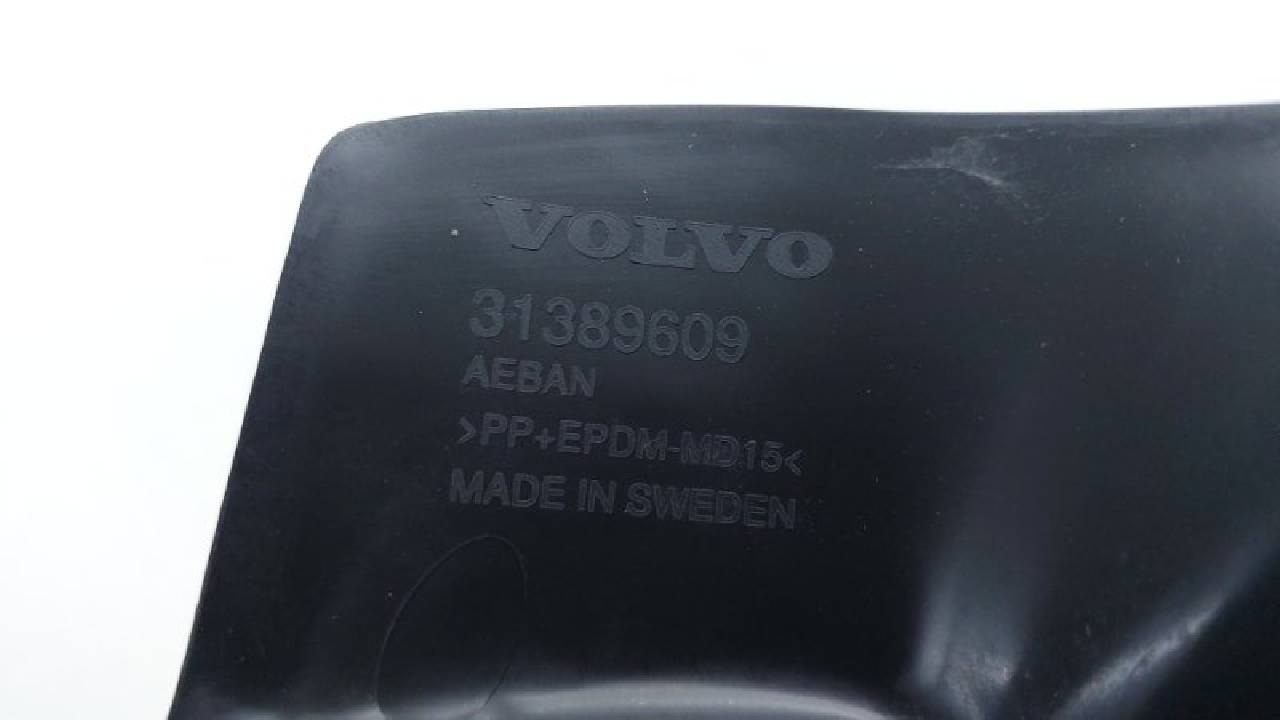 VOLVO
31389609
AEBAN
>PP+EPDM-MD15<
MADE IN SWEDEN